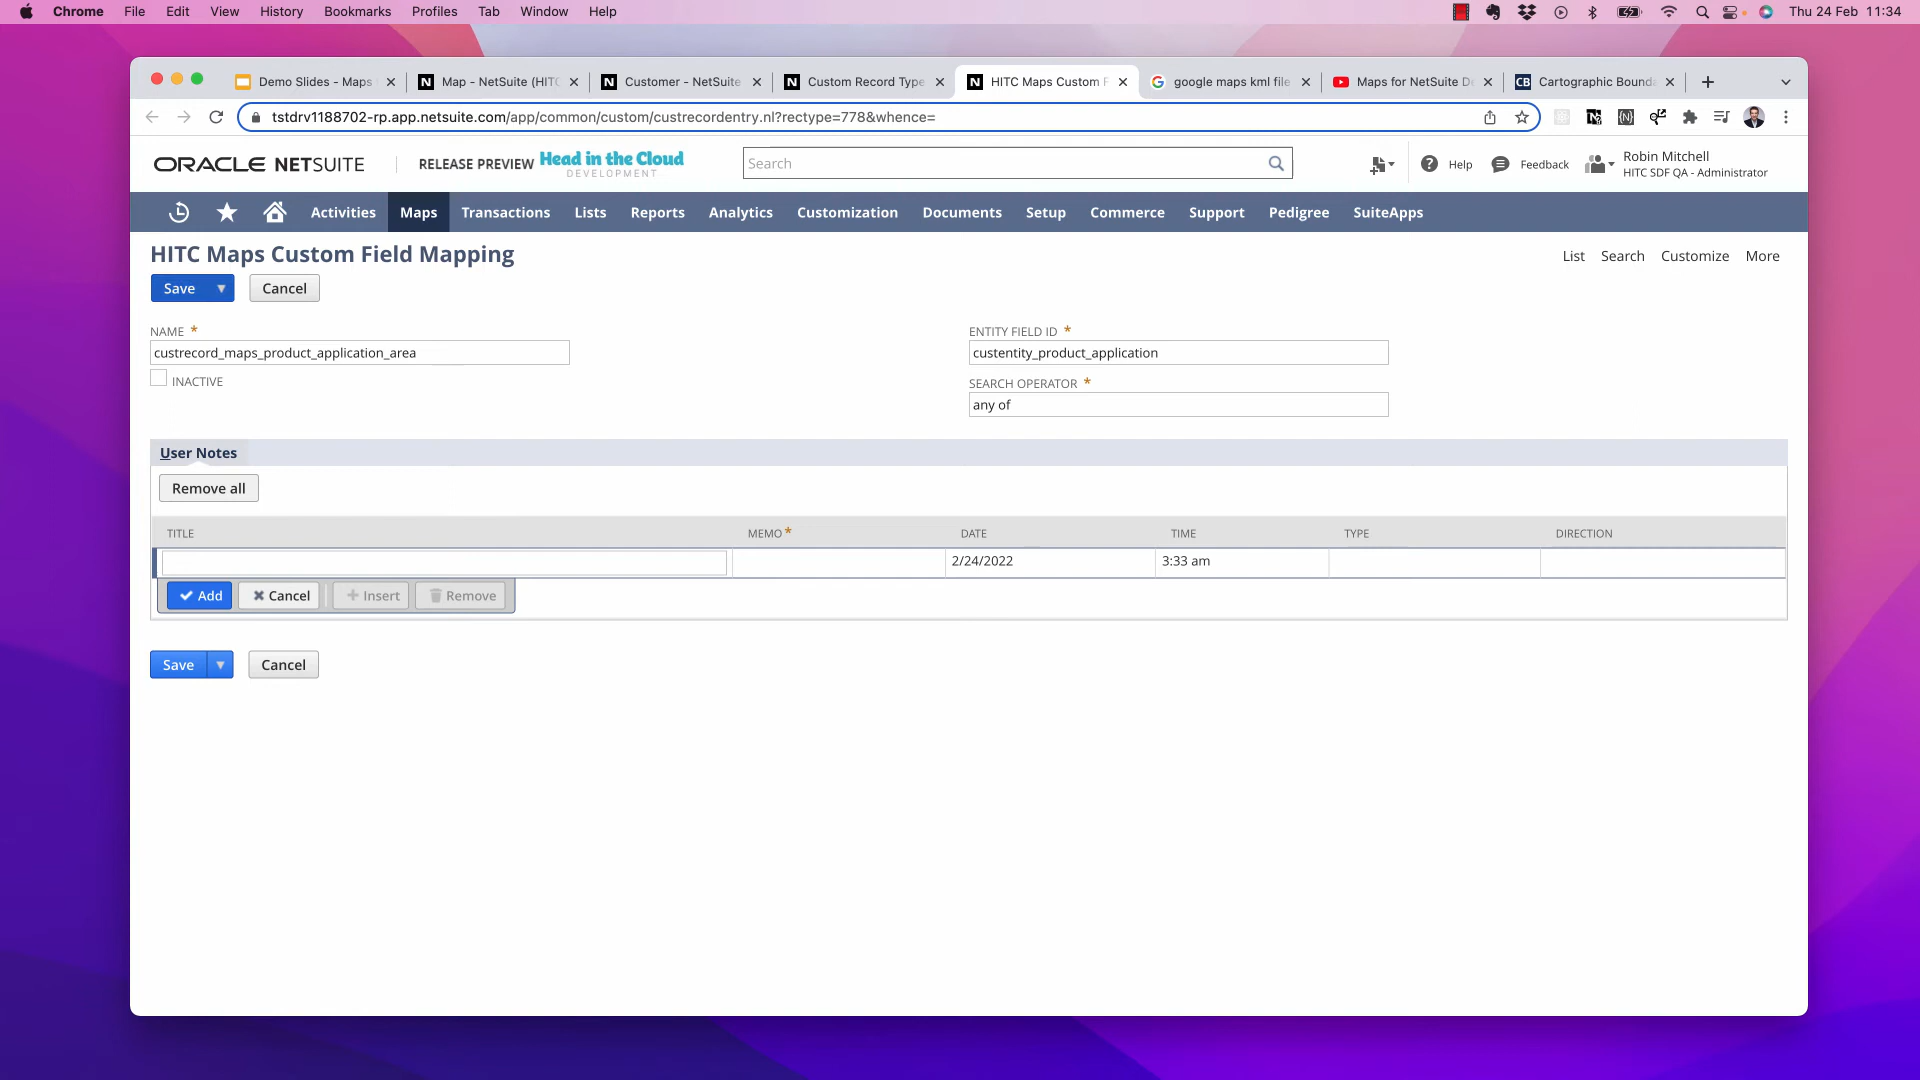 Chrome File Edit View History Bookmarks Profiles Tab Window Help Thu 24 Feb 11:34
Demo Slides - Maps Map - NetSuite (HITC Customer - NetSuite Custom Record Type HITC Maps Custom F google maps kml file Maps for NetSuite De Cartographic Bounda
tstdrv1188702-rp.app.netsuite.com/app/common/custom/custrecordentry.nl?rectype=778&whence=
ORACLE NETSUITE RELEASE PREVIEW Head in the Cloud DEVELOPMENT Search Help Feedback Robin Mitchell
HITC SDF QA - Administrator
Activities Maps Transactions Lists Reports Analytics Customization Documents Setup Commerce Support Pedigree SuiteApps
HITC Maps Custom Field Mapping List Search Customize More
Save Cancel
NAME * ENTITY FIELD ID *
custrecord_maps_product_application_area custentity_product_application
INACTIVE SEARCH OPERATOR *
any of
User Notes
Remove all
TITLE MEMO * DATE TIME TYPE DIRECTION
2/24/2022 3:33 am
Add Cancel Insert Remove
Save Cancel